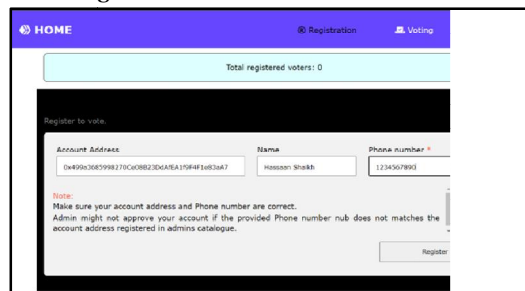 HOME
Registration
Voting
Total registered voters: 0
Register to vote.
Account Address
Name
Phone number *
Hassaan Shaikh
1234567890
Note:
Make sure your account address and Phone number are correct.
Admin might not approve your account if the provided Phone number nub does not matches the
account address registered in admins catalogue.
Register